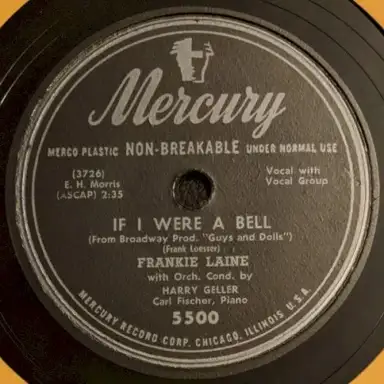 Mercury
MERCO PLASTIC NON-BREAKABLE UNDER NORMAL USE
(3726)
E. H. Morris
(ASCAP) 2:35
Vocal with
Vocal Group
IF I WERE A BELL
(From Broadway Prod. "Guys and Dolls")
(Frank Loesser)
FRANKIE LAINE
with Orch. Cond. by
HARRY GELLER
Carl Fischer, Piano
5500
MERCURY RECORD CORP. CHICAGO, ILLINOIS U.S.A.